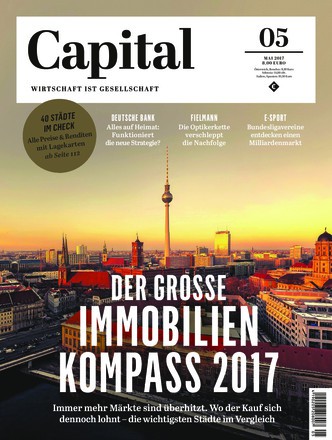 Capital
WIRTSCHAFT IST GESELLSCHAFT
05
MAI 2017
9,00 EURO
40 STÄDTE
IM CHECK
Alle Preise & Renditen
mit Lagekarten
ab Seite 112
DEUTSCHE BANK
Alles auf Heimat:
Funktioniert
die neue Strategie?
FIELMANN
Die Optikerkette
verschleppt
die Nachfolge
E-SPORT
Bundesligavereine
entdecken einen
Milliardenmarkt
DER GROSSE
IMMOBILIEN
KOMPASS 2017
Immer mehr Märkte sind überhitzt. Wo der Kauf sich
dennoch lohnt – die wichtigsten Städte im Vergleich